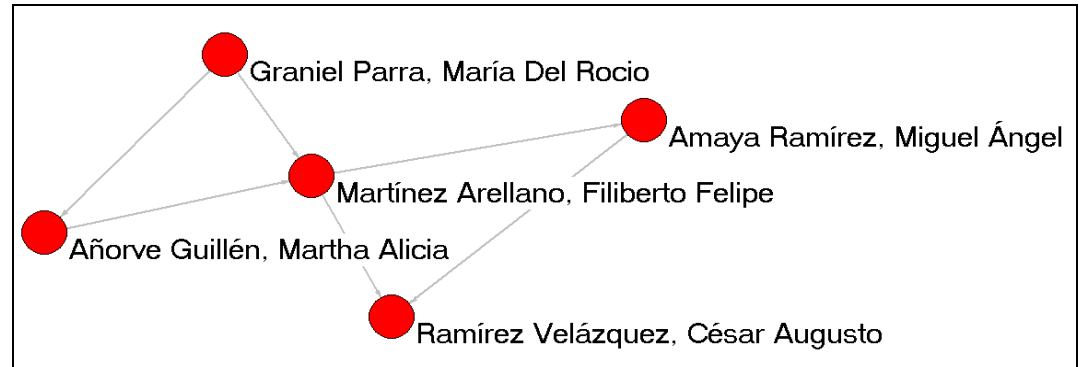 Graniel Parra, María Del Rocio
Amaya Ramírez, Miguel Ángel
Martínez Arellano, Filiberto Felipe
Añorve Guillén, Martha Alicia
Ramírez Velázquez, César Augusto